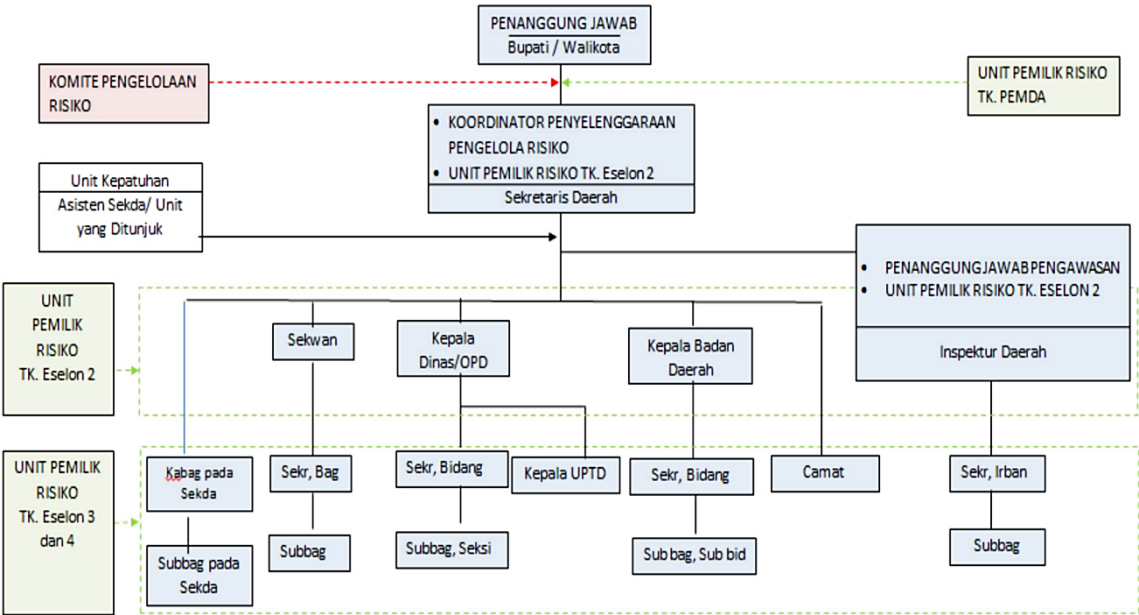 PENANGGUNG JAWAB
Bupati / Walikota
KOMITE PENGELOLAAN
RISIKO
UNIT PEMILIK RISIKO
TK. PEMDA
• KOORDINATOR PENYELENGGARAAN
PENGELOLA RISIKO
• UNIT PEMILIK RISIKO TK. Eselon 2
Sekretaris Daerah
Unit Kepatuhan
Asisten Sekda/ Unit
yang Ditunjuk
• PENANGGUNG JAWAB PENGAWASAN
• UNIT PEMILIK RISIKO TK. ESELON 2
Inspektur Daerah
UNIT
PEMILIK
RISIKO
TK. Eselon 2
Sekwan
Kepala
Dinas/OPD
Kepala Badan
Daerah
UNIT PEMILIK
RISIKO
TK. Eselon 3
dan 4
Kabag pada
Sekda
Sekr, Bag
Sekr, Bidang
Kepala UPTD
Sekr, Bidang
Camat
Sekr, Irban
Subbag pada
Sekda
Subbag
Subbag, Seksi
Sub bag, Sub bid
Subbag